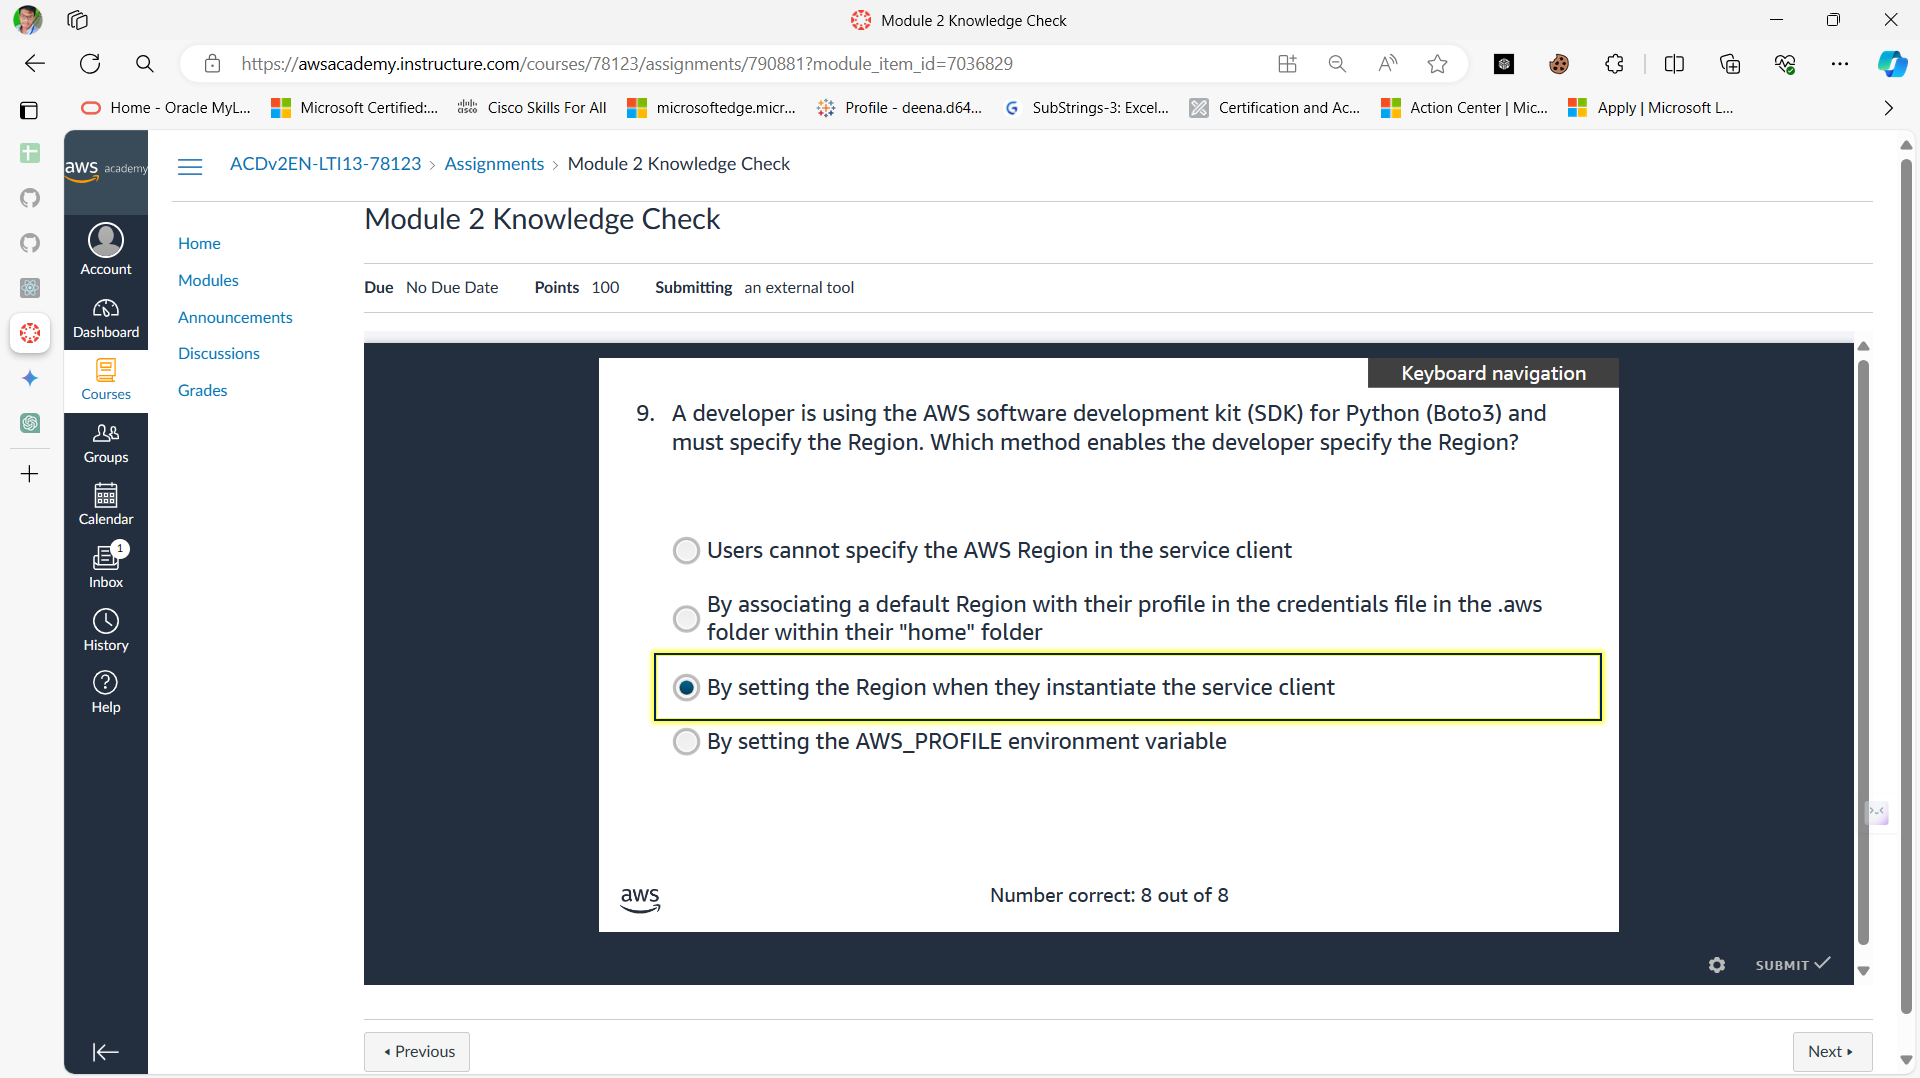 Module 2 Knowledge Check
https://awsacademy.instructure.com/courses/78123/assignments/790881?module_item_id=7036829
Home - Oracle MyL...
Microsoft Certified:...
Cisco Skills For All
microsoftedge.micr...
Profile - deena.d64...
SubStrings-3: Excel...
Certification and Ac...
Action Center | Mic...
Apply | Microsoft L...
aws academy
ACDv2EN-LTI13-78123 › Assignments › Module 2 Knowledge Check
Account
Dashboard
Courses
Groups
Calendar
1
Inbox
History
Help
Home
Modules
Announcements
Discussions
Grades
Module 2 Knowledge Check
Due No Due Date Points 100 Submitting an external tool
Keyboard navigation
9. A developer is using the AWS software development kit (SDK) for Python (Boto3) and
must specify the Region. Which method enables the developer specify the Region?
Users cannot specify the AWS Region in the service client
By associating a default Region with their profile in the credentials file in the .aws
folder within their "home" folder
By setting the Region when they instantiate the service client
By setting the AWS_PROFILE environment variable
aws
Number correct: 8 out of 8
SUBMIT
Previous
Next